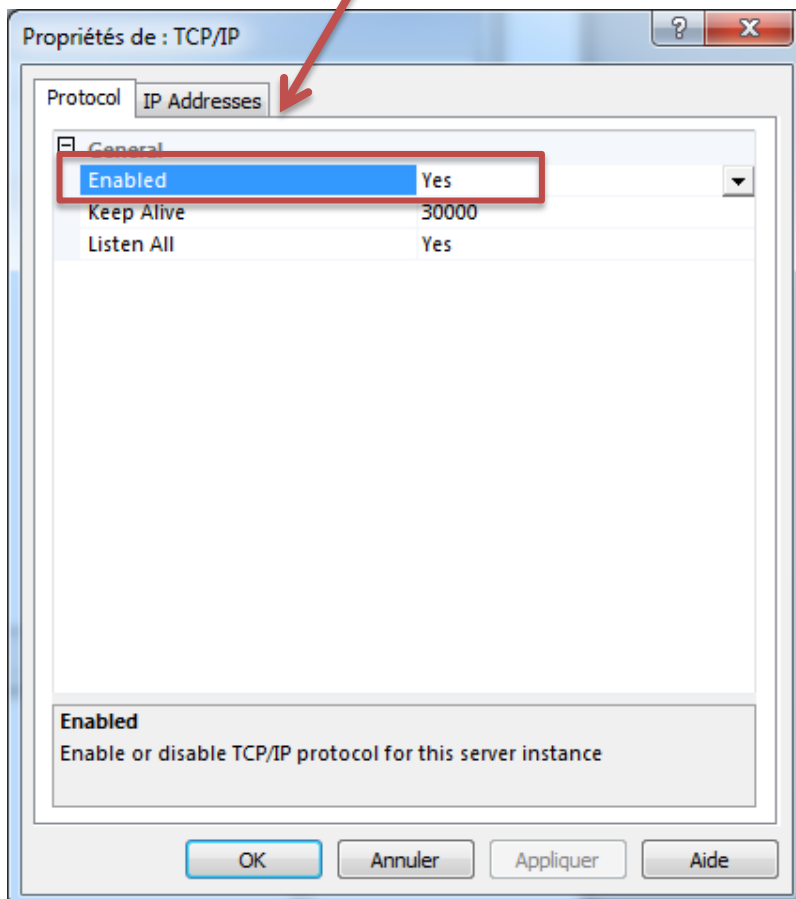 Propriétés de : TCP/IP
Protocol IP Addresses
General
Enabled Yes
Keep Alive 30000
Listen All Yes
Enabled
Enable or disable TCP/IP protocol for this server instance
OK Annuler Appliquer Aide